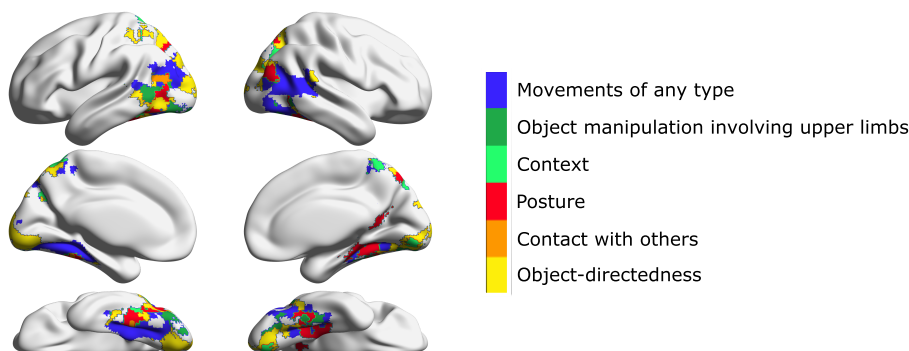 Movements of any type
Object manipulation involving upper limbs
Context
Posture
Contact with others
Object-directedness